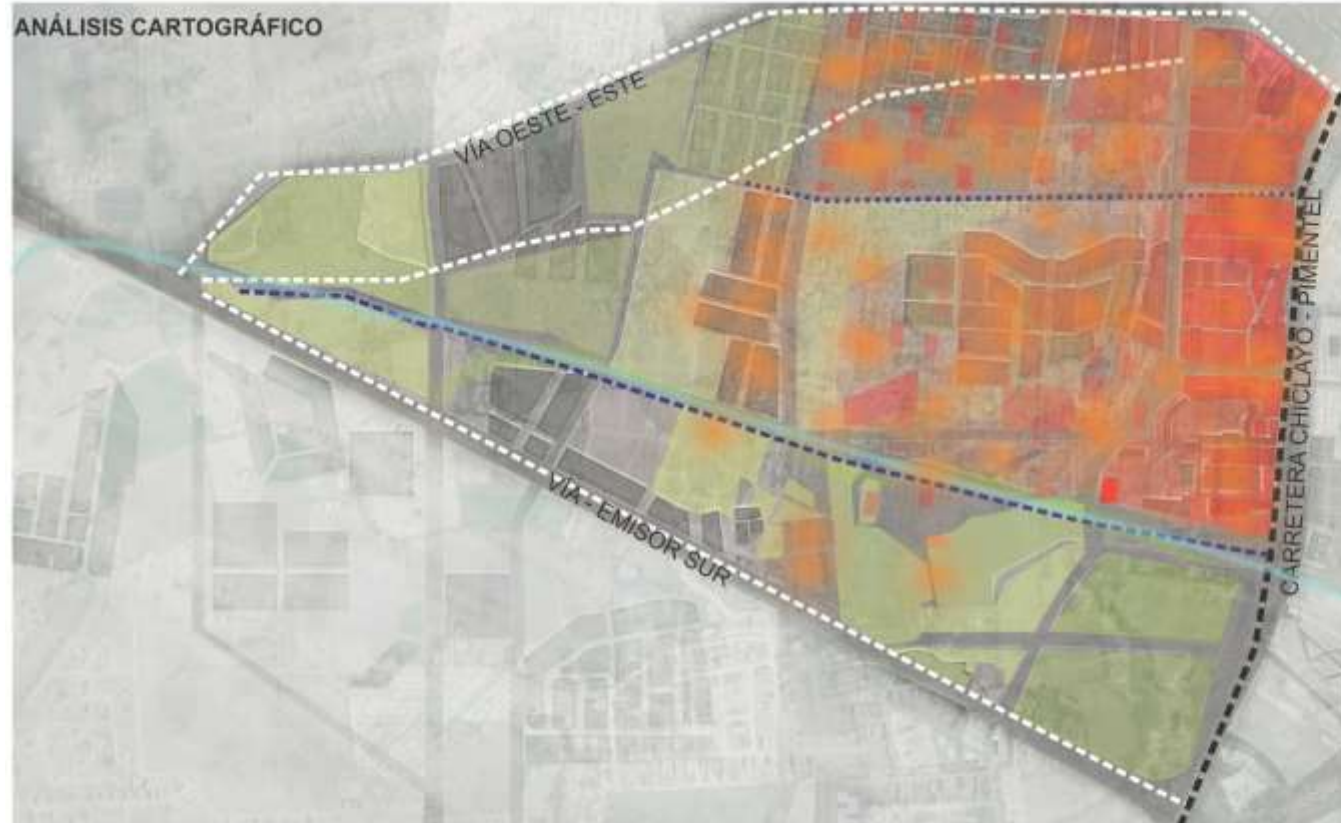 ANÁLISIS CARTOGRÁFICO
VÍA OESTE - ESTE
CARRETERA CHICLAYO - PIMENTEL
VÍA - EMISOR SUR